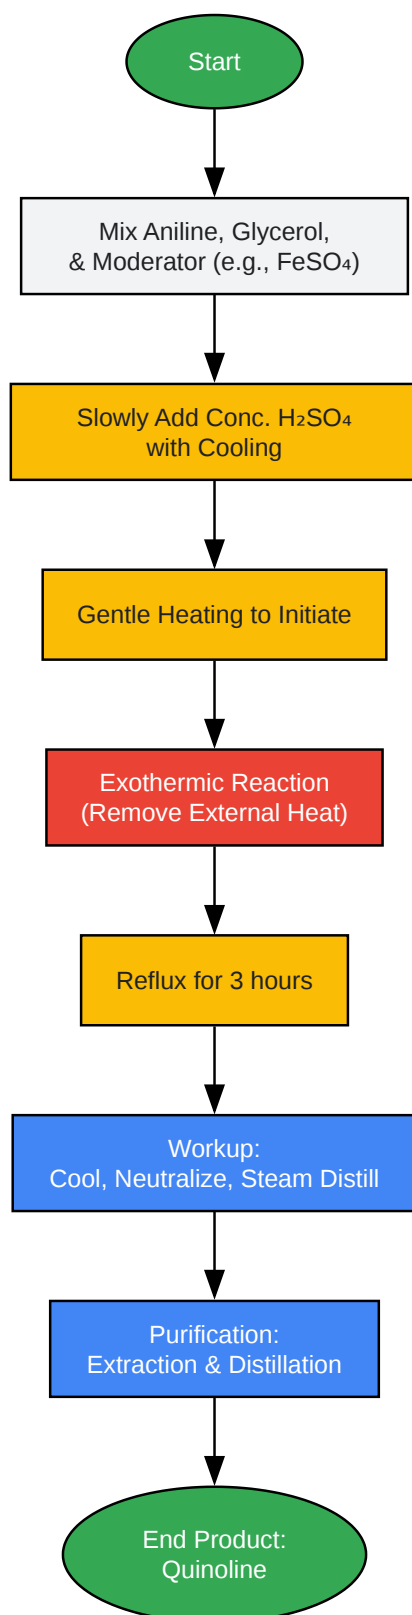 Start
Mix Aniline, Glycerol,
& Moderator (e.g., FeSO₄)
Slowly Add Conc. H₂SO₄
with Cooling
Gentle Heating to Initiate
Exothermic Reaction
(Remove External Heat)
Reflux for 3 hours
Workup:
Cool, Neutralize, Steam Distill
Purification:
Extraction & Distillation
End Product:
Quinoline